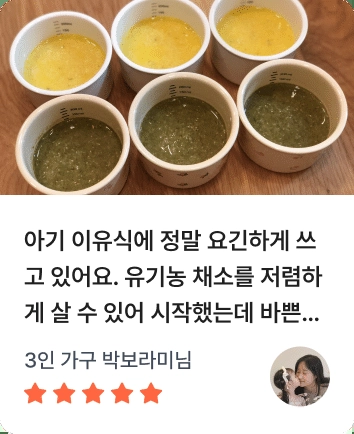 아기 이유식에 정말 요긴하게 쓰
고 있어요. 유기농 채소를 저렴하
게 살 수 있어 시작했는데 바쁜...
3인 가구 박보라미님